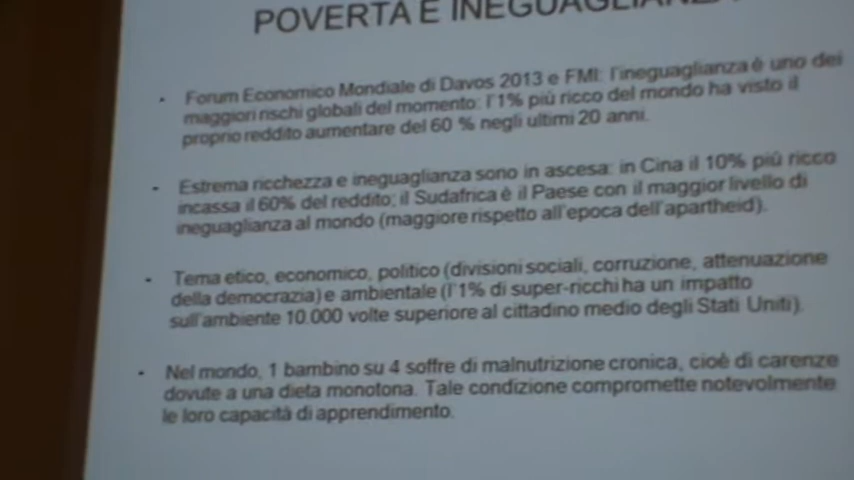 POVERTÀ E INEGUAGLIANZA
• Forum Economico Mondiale di Davos 2013 e FMI: l'ineguaglianza è uno dei
maggiori rischi globali del momento: l'1% più ricco del mondo ha visto il
proprio reddito aumentare del 60 % negli ultimi 20 anni.
• Estrema ricchezza e ineguaglianza sono in ascesa: in Cina il 10% più ricco
incassa il 60% del reddito; il Sudafrica è il Paese con il maggior livello di
ineguaglianza al mondo (maggiore rispetto all'epoca dell'apartheid).
• Tema etico, economico, politico (divisioni sociali, corruzione, attenuazione
della democrazia) e ambientale (l'1% di super-ricchi ha un impatto
sull'ambiente 10.000 volte superiore al cittadino medio degli Stati Uniti).
• Nel mondo, 1 bambino su 4 soffre di malnutrizione cronica, cioè di carenze
dovute a una dieta monotona. Tale condizione compromette notevolmente
le loro capacità di apprendimento.